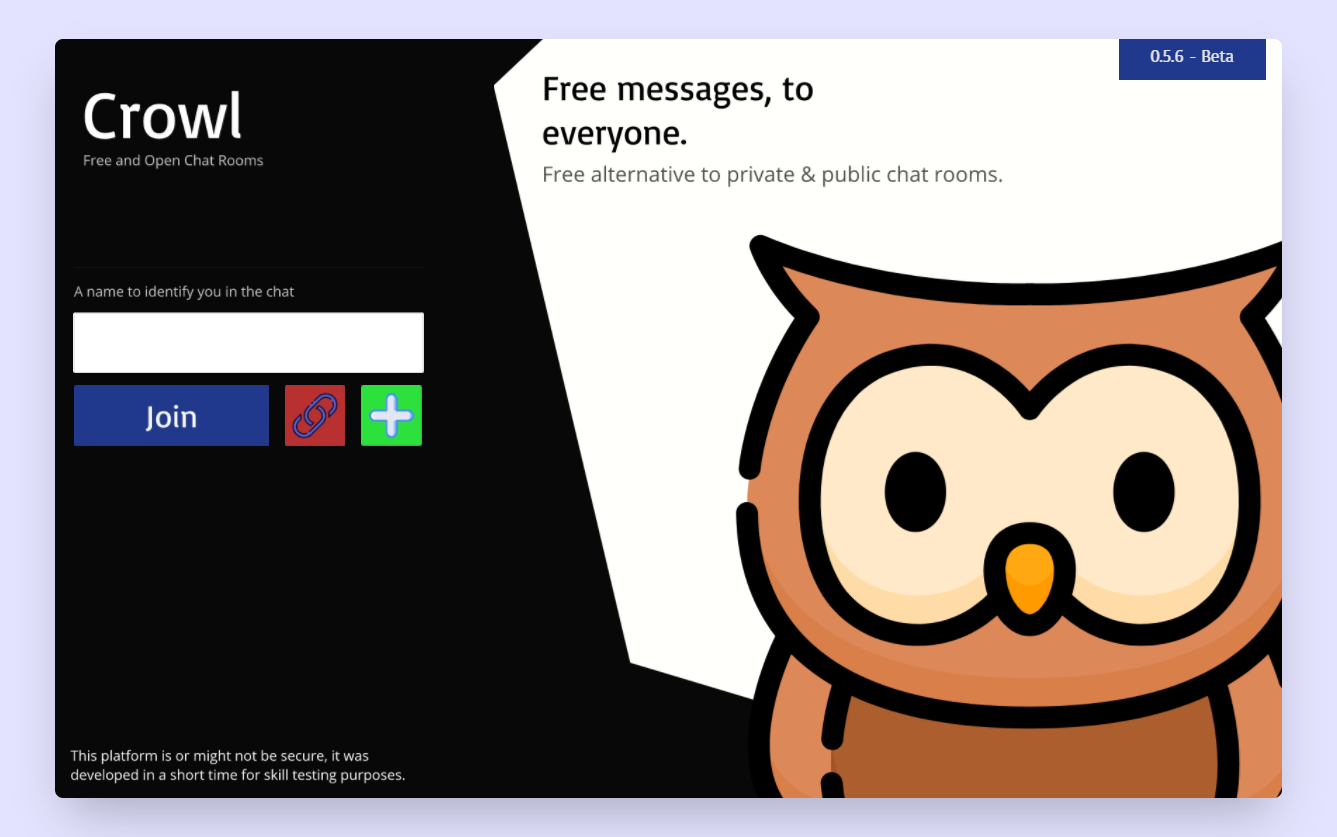 Crowl
Free and Open Chat Rooms
A name to identify you in the chat
Join
This platform is or might not be secure, it was
developed in a short time for skill testing purposes.
Free messages, to
everyone.
Free alternative to private & public chat rooms.
0.5.6 - Beta